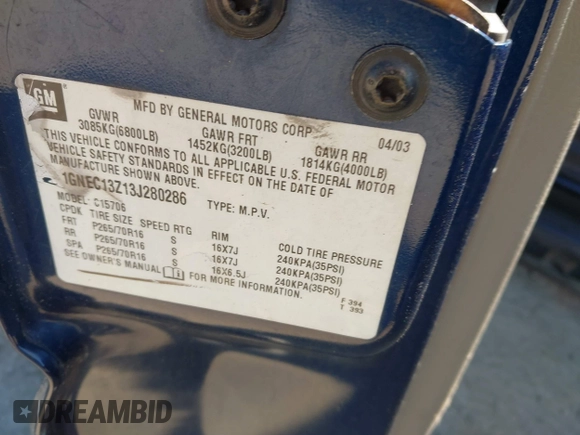 GM
MFD BY GENERAL MOTORS CORP 04/03
GVWR GAWR FRT GAWR RR
3085KG(6800LB) 1452KG(3200LB) 1814KG(4000LB)
THIS VEHICLE CONFORMS TO ALL APPLICABLE U.S. FEDERAL MOTOR
VEHICLE SAFETY STANDARDS IN EFFECT ON THE DATE OF
MANUFACTURE SHOWN ABOVE.
1GNEC13Z13J280286 TYPE: M.P.V.
MODEL: C15706
CPDK TIRE SIZE SPEED RTG RIM COLD TIRE PRESSURE
FRT P265/70R16 S 16X7J 240KPA(35PSI)
RR P265/70R16 S 16X7J 240KPA(35PSI)
SPA P265/70R16 S 16X6.5J 240KPA(35PSI)
SEE OWNER'S MANUAL FOR MORE INFORMATION.
F 394
T 393
DREAMBID